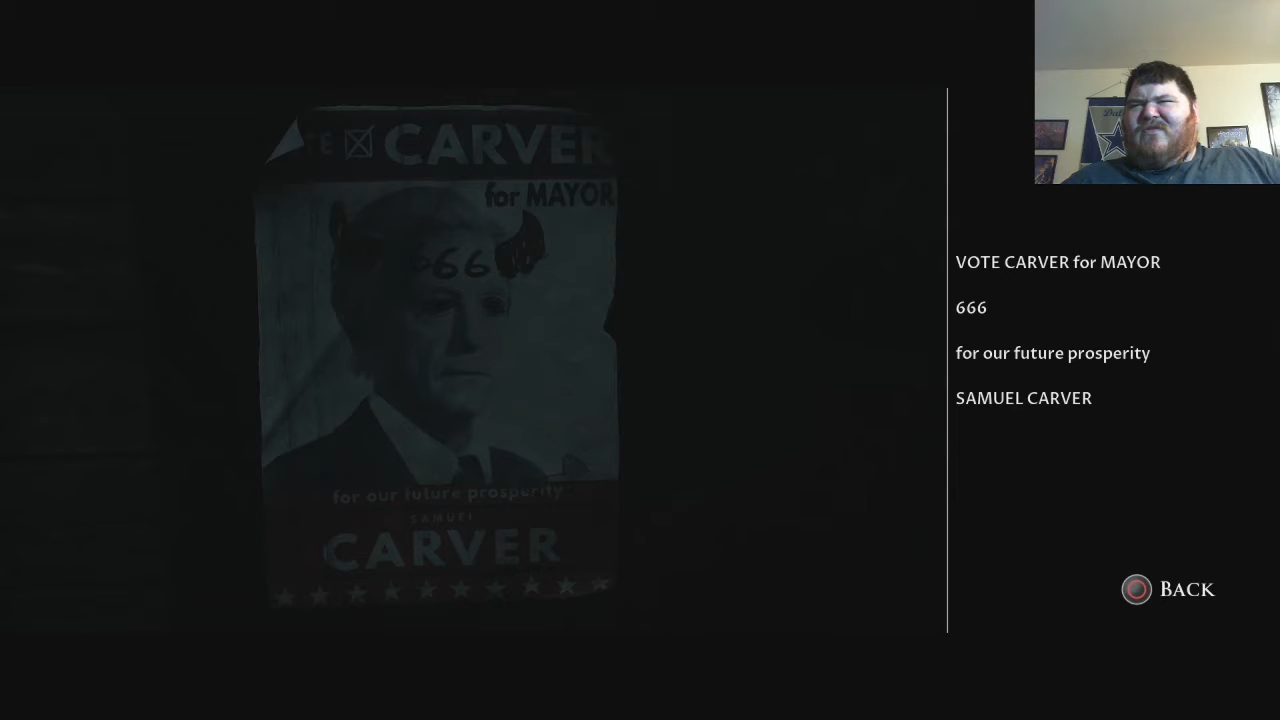 TE CARVER
for MAYOR
666
for our future prosperity
SAMUEL
CARVER
VOTE CARVER for MAYOR
666
for our future prosperity
SAMUEL CARVER
BACK